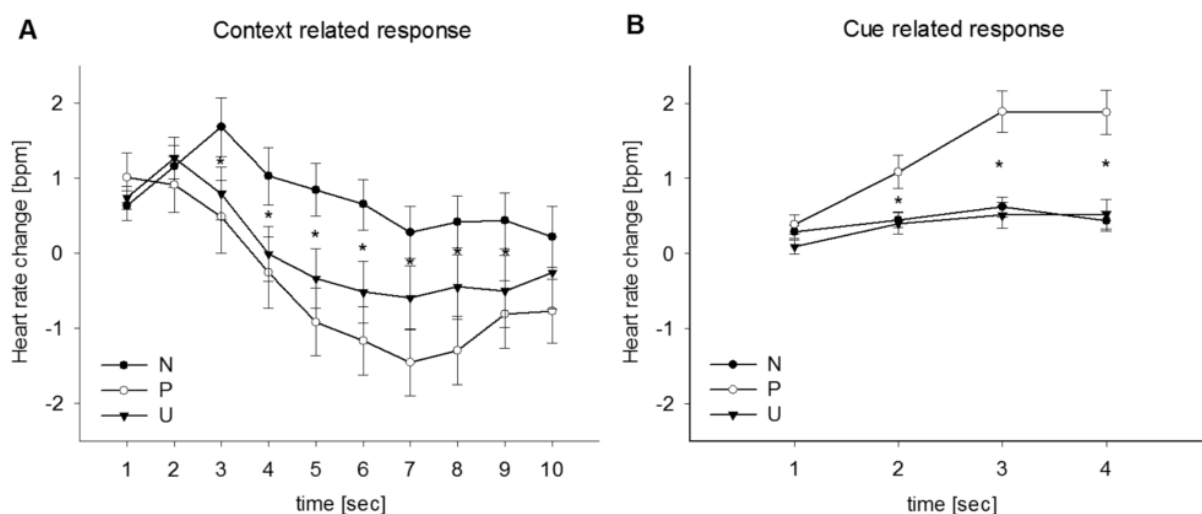 A
Context related response
Heart rate change [bpm]
2
1
0
-1
-2
N
P
U
* * * * * * *
1 2 3 4 5 6 7 8 9 10
time [sec]
B
Cue related response
Heart rate change [bpm]
2
1
0
-1
-2
N
P
U
* * *
1 2 3 4
time [sec]